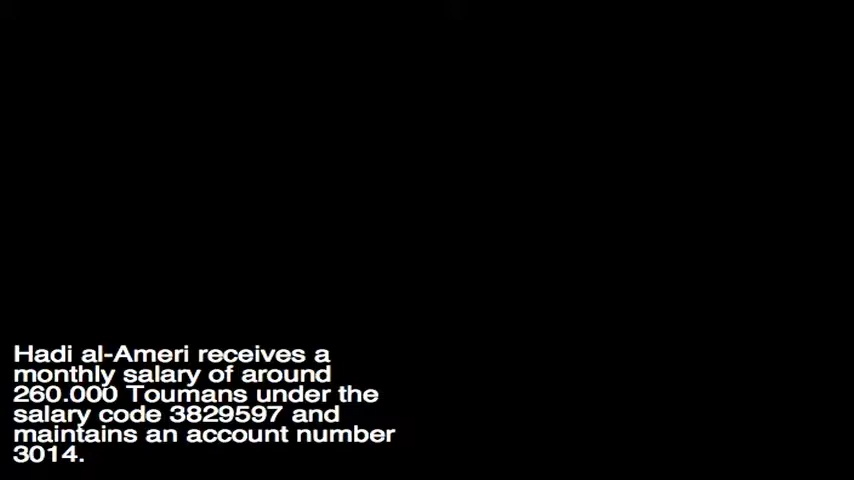 Hadi al-Ameri receives a
monthly salary of around
260.000 Toumans under the
salary code 3829597 and
maintains an account number
3014.